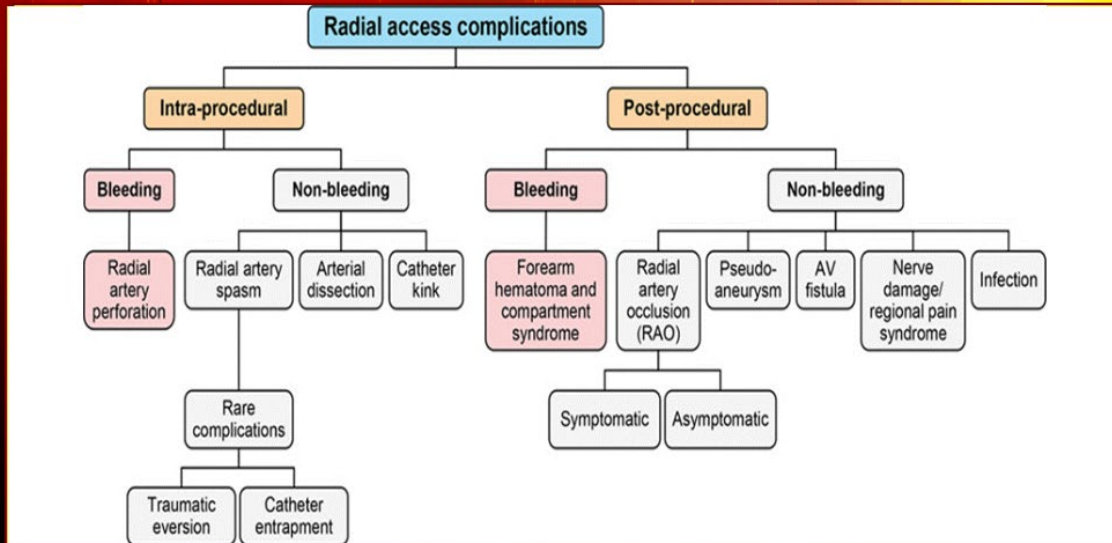 Radial access complications
Intra-procedural
Post-procedural
Bleeding
Non-bleeding
Bleeding
Non-bleeding
Radial
artery
perforation
Radial artery
spasm
Arterial
dissection
Catheter
kink
Forearm
hematoma and
compartment
syndrome
Radial
artery
occlusion
(RAO)
Pseudo-
aneurysm
AV
fistula
Nerve
damage/
regional pain
syndrome
Infection
Rare
complications
Symptomatic
Asymptomatic
Traumatic
eversion
Catheter
entrapment